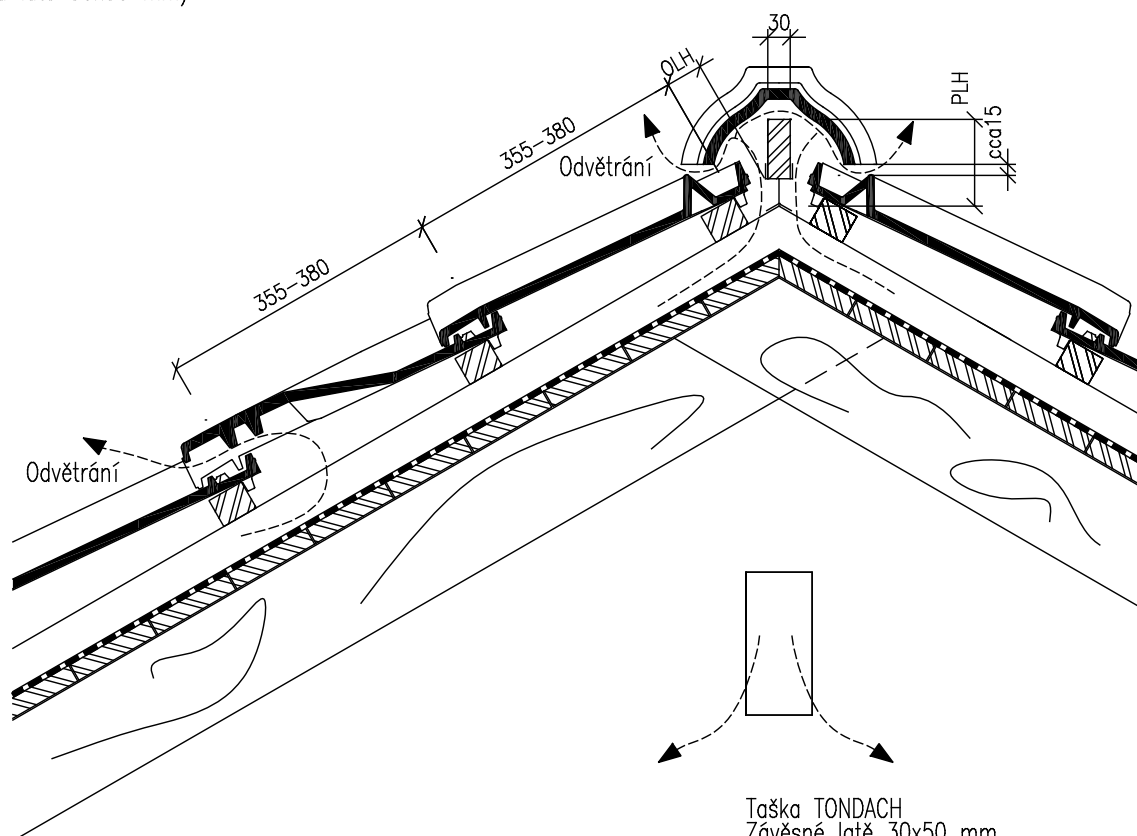 30
OLH
PLH
cca15
355-380
Odvětrání
355-380
Odvětrání
Taška TONDACH
Závěsné latě 30x50 mm